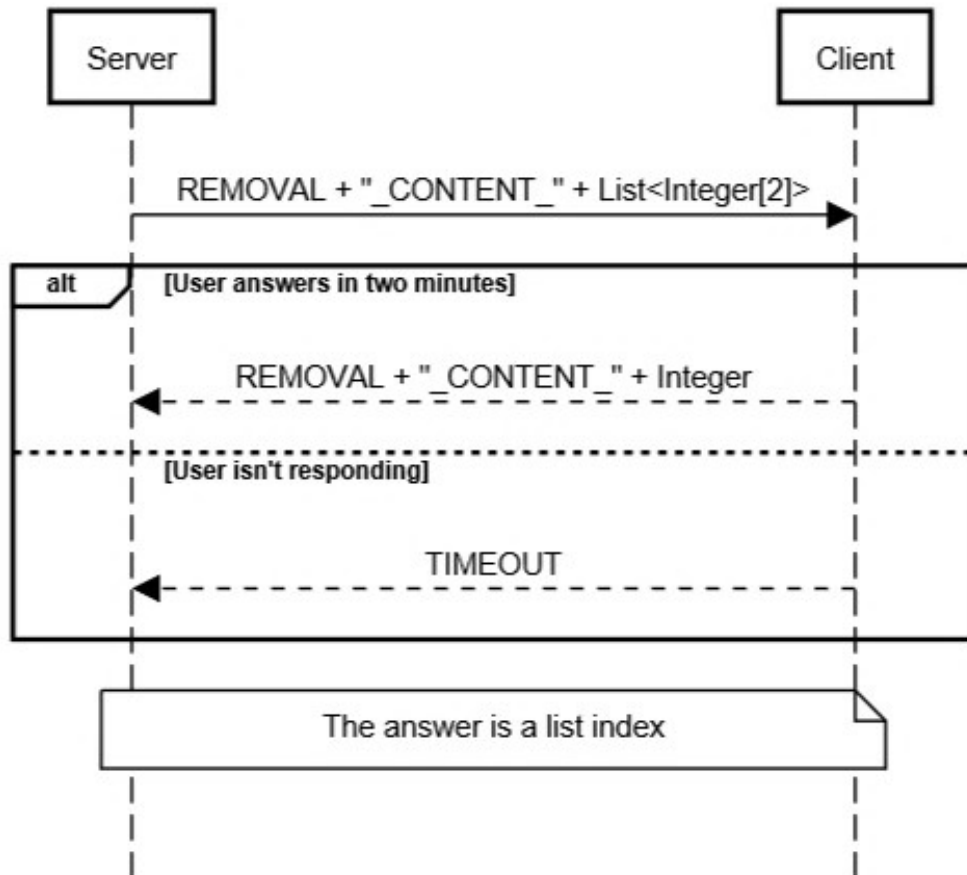 Server
Client
REMOVAL + "_CONTENT_" + List<Integer[2]>
alt
[User answers in two minutes]
REMOVAL + "_CONTENT_" + Integer
[User isn't responding]
TIMEOUT
The answer is a list index